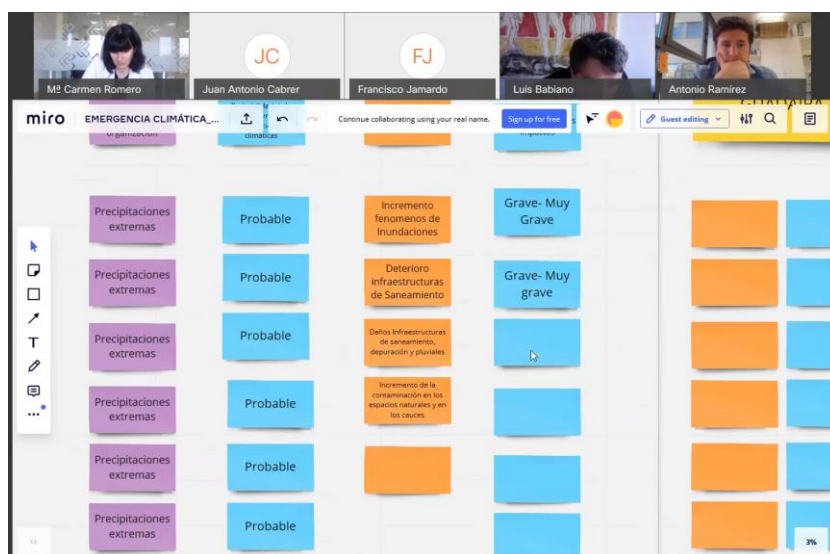 JC
FJ
Mª Carmen Romero
Juan Antonio Cabrer
Francisco Jamardo
Luis Babiano
Antonio Ramírez
miro
EMERGENCIA CLIMÁTICA_...
Continue collaborating using your real name.
Sign up for free
Guest editing
organización
climáticas
impactos
Precipitaciones
extremas
Probable
Incremento
fenomenos de
Inundaciones
Grave- Muy
Grave
Precipitaciones
extremas
Probable
Deterioro
infraestructuras
de Saneamiento
Grave- Muy
grave
Precipitaciones
extremas
Probable
Daños Infraestructuras
de saneamiento,
depuración y pluviales
Precipitaciones
extremas
Probable
Incremento de la
contaminación en los
espacios naturales y en
los cauces
Precipitaciones
extremas
Probable
Precipitaciones
extremas
Probable
T
3%